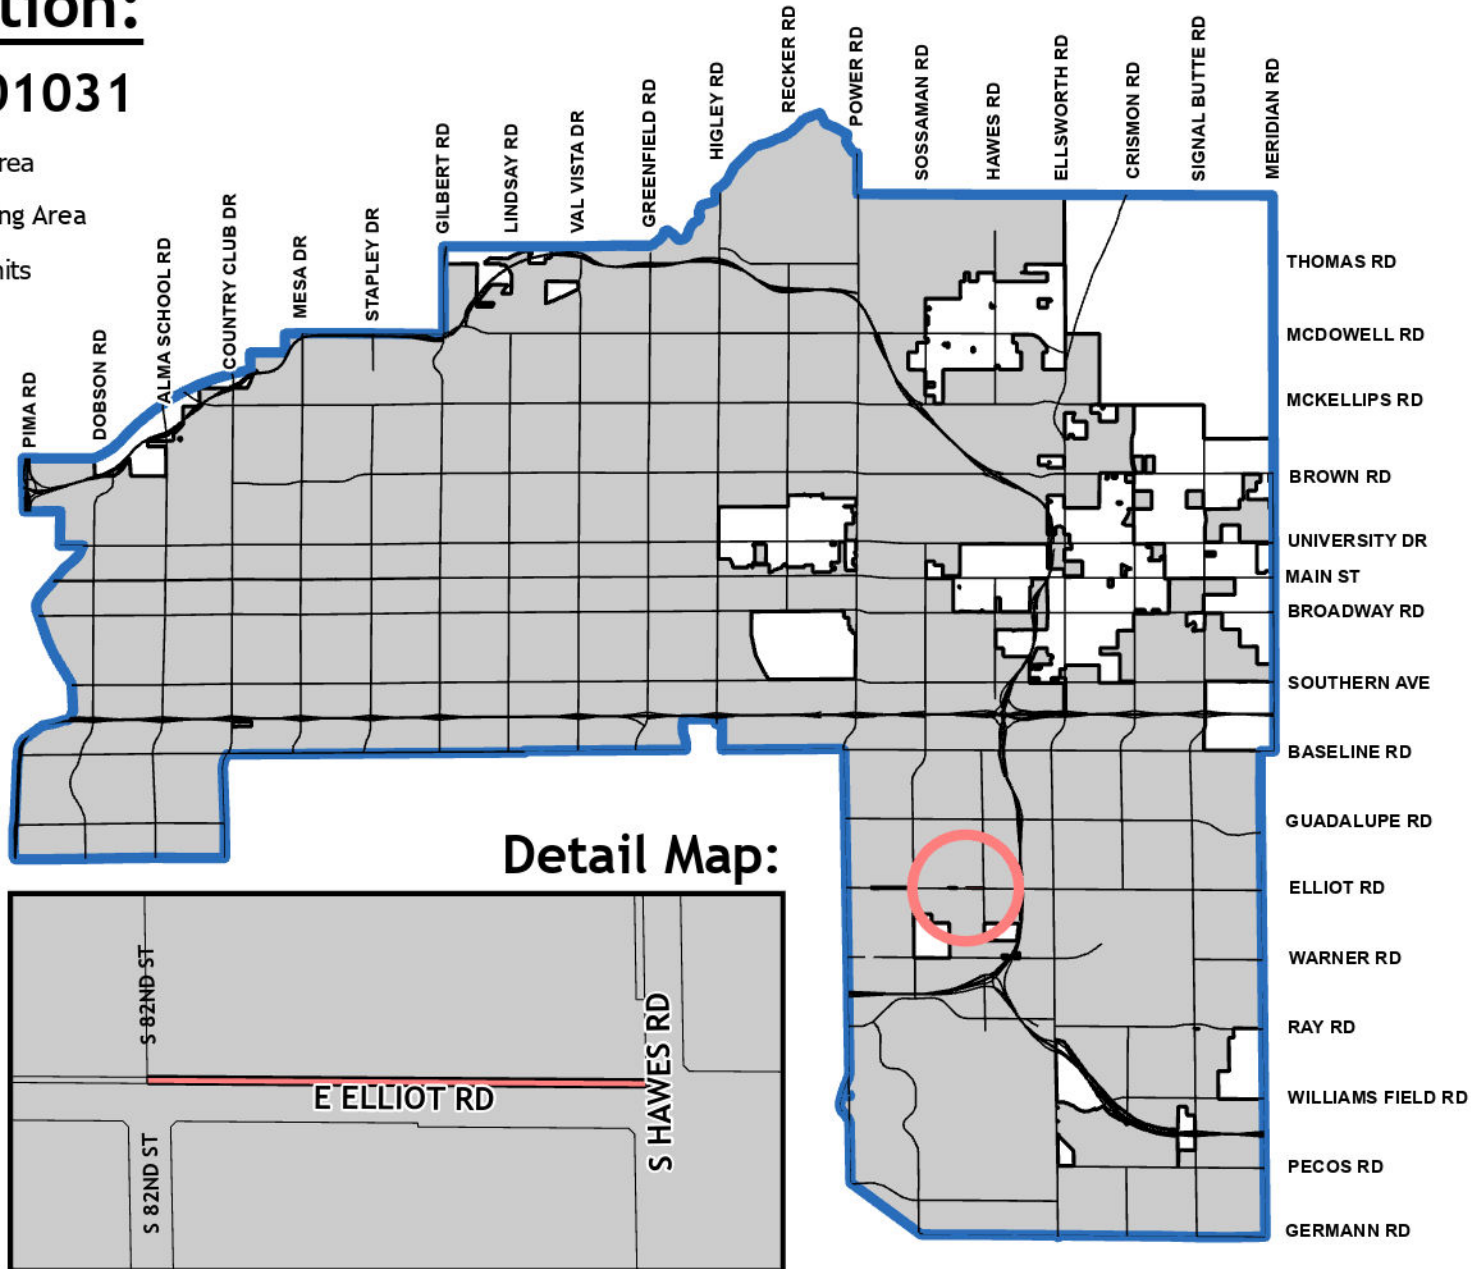 tion:
01031
rea
ng Area
nits
PIMA RD
DOBSON RD
ALMA SCHOOL RD
COUNTRY CLUB DR
MESA DR
STAPLEY DR
GILBERT RD
LINDSAY RD
VAL VISTA DR
GREENFIELD RD
HIGLEY RD
RECKER RD
POWER RD
SOSSAMAN RD
HAWES RD
ELLSWORTH RD
CRISMON RD
SIGNAL BUTTE RD
MERIDIAN RD
THOMAS RD
MCDOWELL RD
MCKELLIPS RD
BROWN RD
UNIVERSITY DR
MAIN ST
BROADWAY RD
SOUTHERN AVE
BASELINE RD
GUADALUPE RD
ELLIOT RD
WARNER RD
RAY RD
WILLIAMS FIELD RD
PECOS RD
GERMANN RD
Detail Map:
S 82ND ST
E ELLIOT RD
S HAWES RD
S 82ND ST